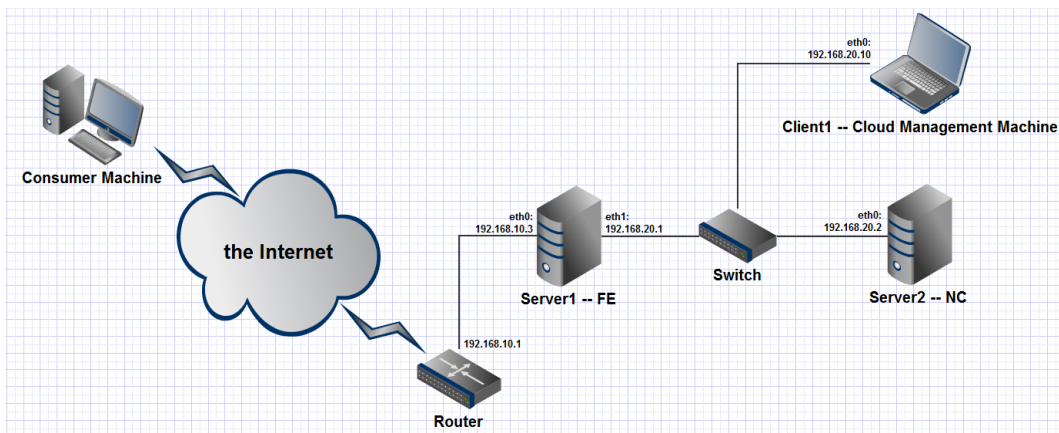 eth0:
192.168.20.10
Client1 -- Cloud Management Machine
Consumer Machine
the Internet
eth0:
192.168.10.3
eth1:
192.168.20.1
eth0:
192.168.20.2
Switch
Server1 -- FE
Server2 -- NC
192.168.10.1
Router